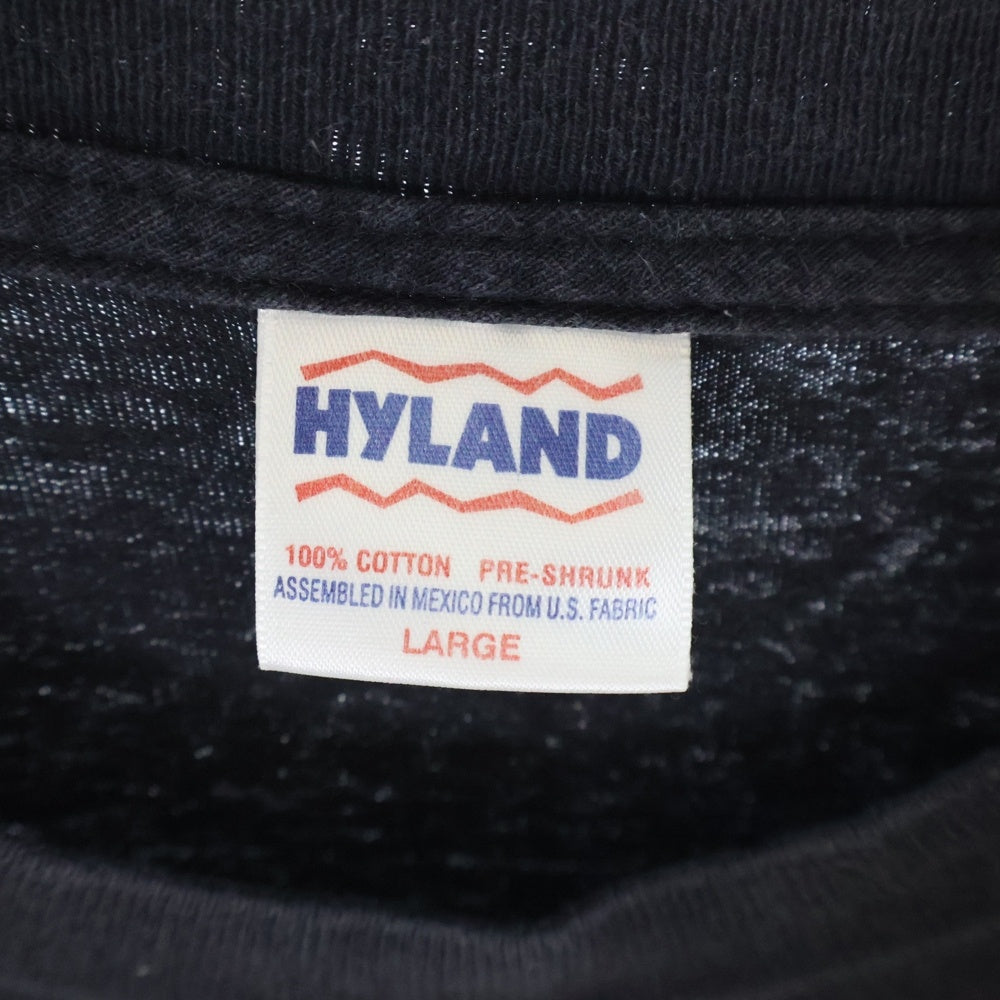 HYLAND
100% COTTON PRE-SHRUNK
ASSEMBLED IN MEXICO FROM U.S. FABRIC
LARGE